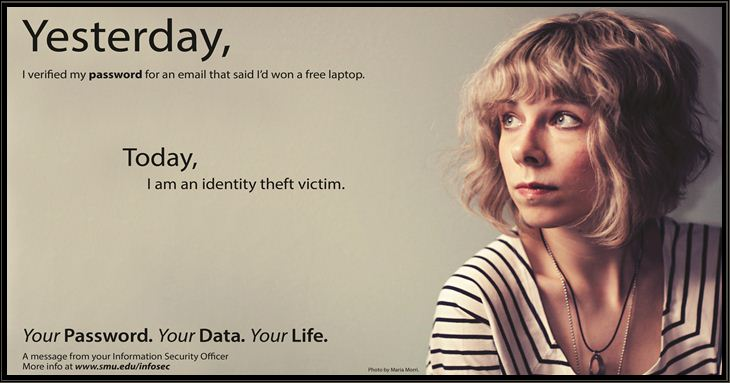 Yesterday,
I verified my password for an email that said I'd won a free laptop.
Today,
I am an identity theft victim.
Your Password. Your Data. Your Life.
A message from your Information Security Officer
More info at www.smu.edu/infosec
Photo by Maria Morri.